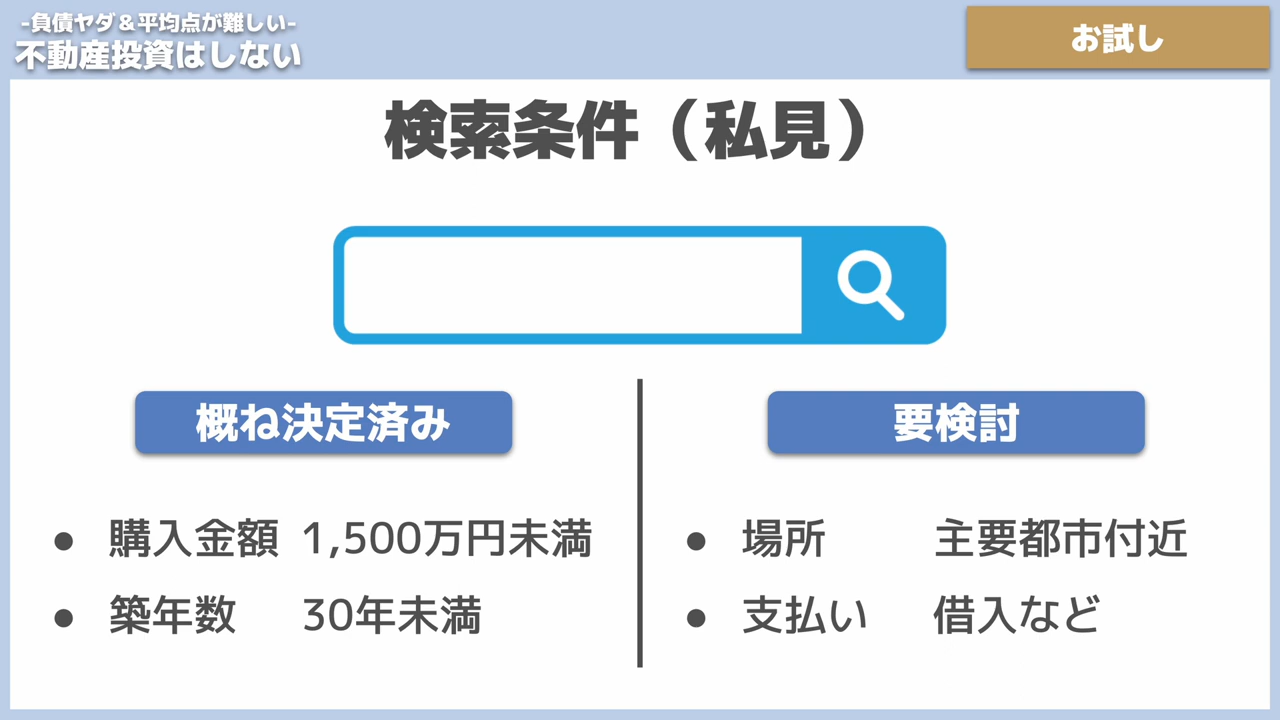 -負債ヤダ＆平均点が難しい-
不動産投資はしない
お試し
検索条件（私見）
概ね決定済み
● 購入金額 1,500万円未満
● 築年数 30年未満
要検討
● 場所 主要都市付近
● 支払い 借入など